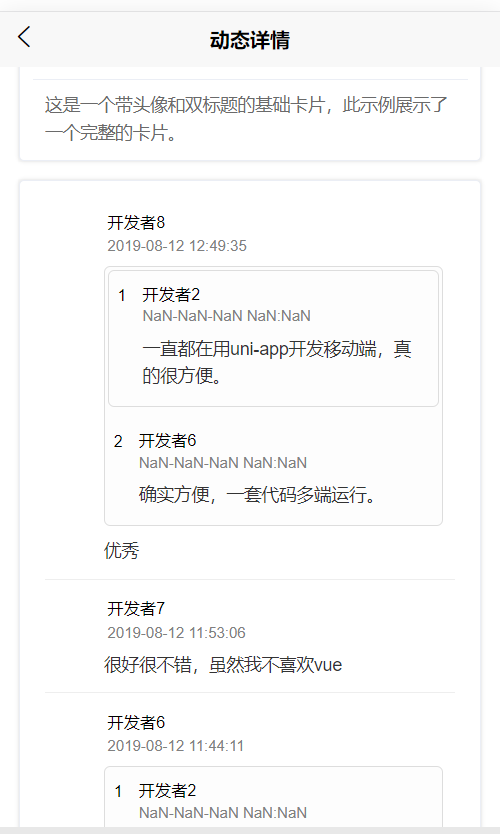 动态详情
这是一个带头像和双标题的基础卡片，此示例展示了
一个完整的卡片。
开发者8
2019-08-12 12:49:35
1 开发者2
NaN-NaN-NaN NaN:NaN
一直都在用uni-app开发移动端，真
的很方便。
2 开发者6
NaN-NaN-NaN NaN:NaN
确实方便，一套代码多端运行。
优秀
开发者7
2019-08-12 11:53:06
很好很不错，虽然我不喜欢vue
开发者6
2019-08-12 11:44:11
1 开发者2
NaN-NaN-NaN NaN:NaN